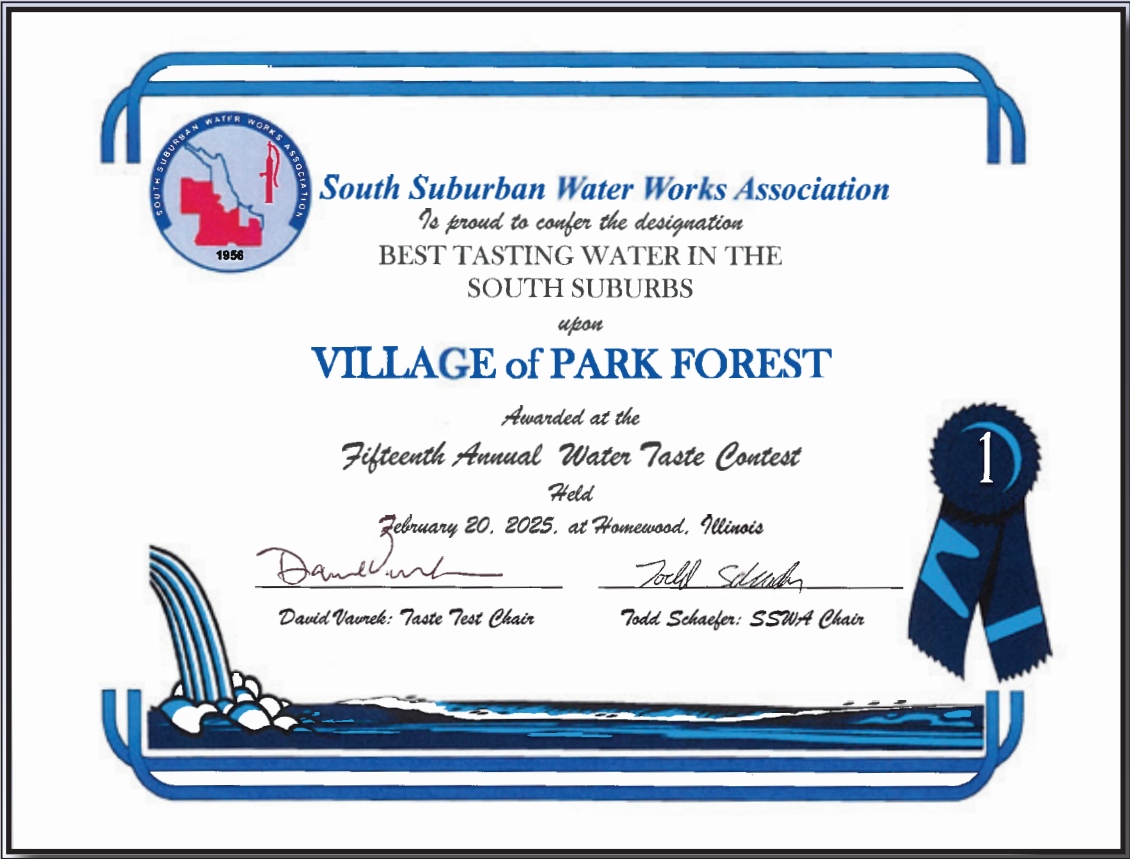 SOUTH SUBURBAN WATER WORKS ASSOCIATION
1956
South Suburban Water Works Association
Is proud to confer the designation
BEST TASTING WATER IN THE
SOUTH SUBURBS
upon
VILLAGE of PARK FOREST
Awarded at the
Fifteenth Annual Water Taste Contest
Held
February 20, 2025, at Homewood, Illinois
1
David Vavrek: Taste Test Chair
Todd Schaefer: SSWA Chair